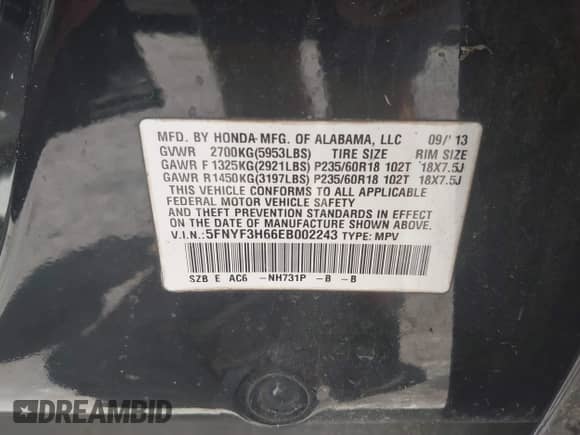 MFD. BY HONDA MFG. OF ALABAMA, LLC 09/'13
GVWR 2700KG(5953LBS) TIRE SIZE RIM SIZE
GAWR F 1325KG(2921LBS) P235/60R18 102T 18X7.5J
GAWR R1450KG(3197LBS) P235/60R18 102T 18X7.5J
THIS VEHICLE CONFORMS TO ALL APPLICABLE
FEDERAL MOTOR VEHICLE SAFETY
AND THEFT PREVENTION STANDARDS IN EFFECT
ON THE DATE OF MANUFACTURE SHOWN ABOVE.
V.I.N.:5FNYF3H66EB002243 TYPE: MPV
SZB E AC6 -NH731P -B -B
DREAMBID